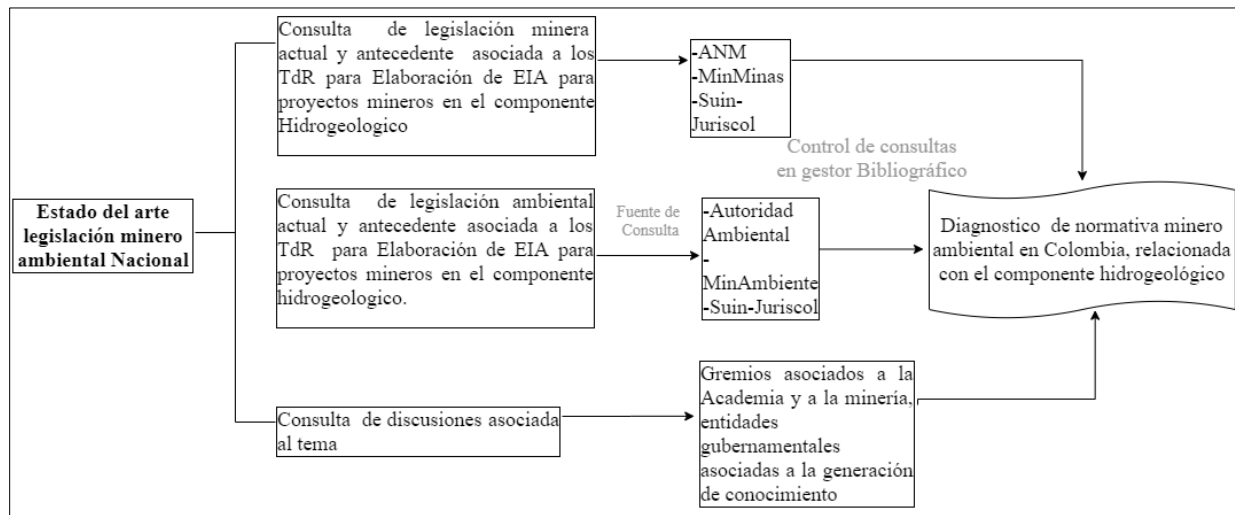 Consulta de legislación minera
actual y antecedente asociada a los
TdR para Elaboración de EIA para
proyectos mineros en el componente
Hidrogeologico
-ANM
-MinMinas
-Suin-
Juriscol
Control de consultas
en gestor Bibliográfico
Estado del arte
legislación minero
ambiental Nacional
Consulta de legislación ambiental
actual y antecedente asociada a los
TdR para Elaboración de EIA para
proyectos mineros en el componente
hidrogeologico.
Fuente de
Consulta
-Autoridad
Ambiental
-
MinAmbiente
-Suin-Juriscol
Diagnostico de normativa minero
ambiental en Colombia, relacionada
con el componente hidrogeológico
Consulta de discusiones asociada
al tema
Gremios asociados a la
Academia y a la minería,
entidades
gubernamentales
asociadas a la generación
de conocimiento